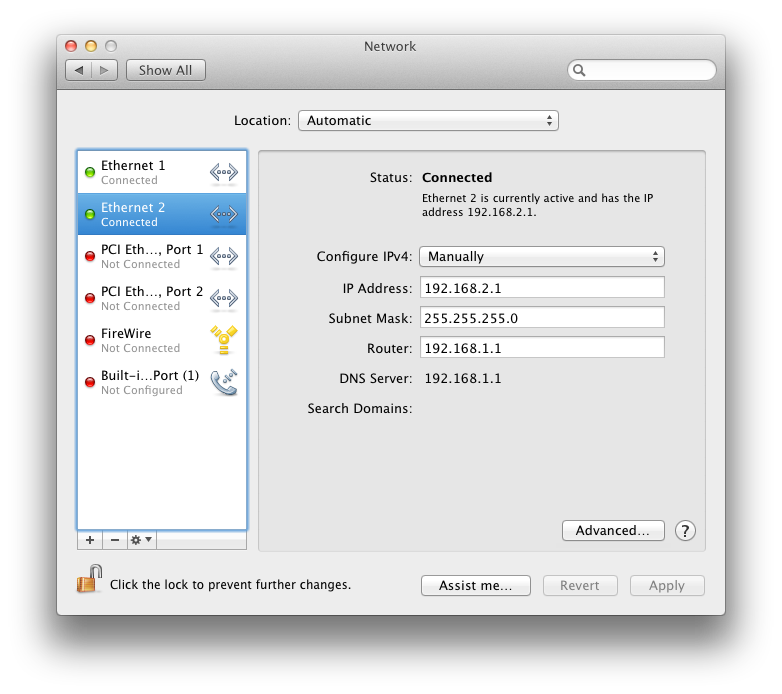 Network
Show All
Location: Automatic
Ethernet 1
Connected
Ethernet 2
Connected
PCI Eth..., Port 1
Not Connected
PCI Eth..., Port 2
Not Connected
FireWire
Not Connected
Built-i...Port (1)
Not Configured
Status: Connected
Ethernet 2 is currently active and has the IP
address 192.168.2.1.
Configure IPv4: Manually
IP Address: 192.168.2.1
Subnet Mask: 255.255.255.0
Router: 192.168.1.1
DNS Server: 192.168.1.1
Search Domains:
Advanced... ?
Click the lock to prevent further changes.
Assist me... Revert Apply